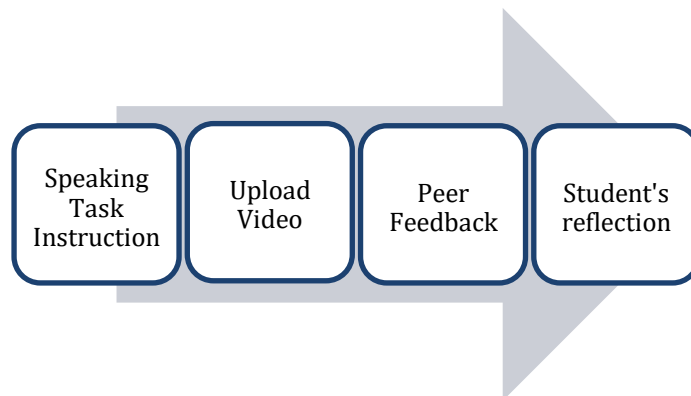 Speaking
Task
Instruction
Upload
Video
Peer
Feedback
Student's
reflection